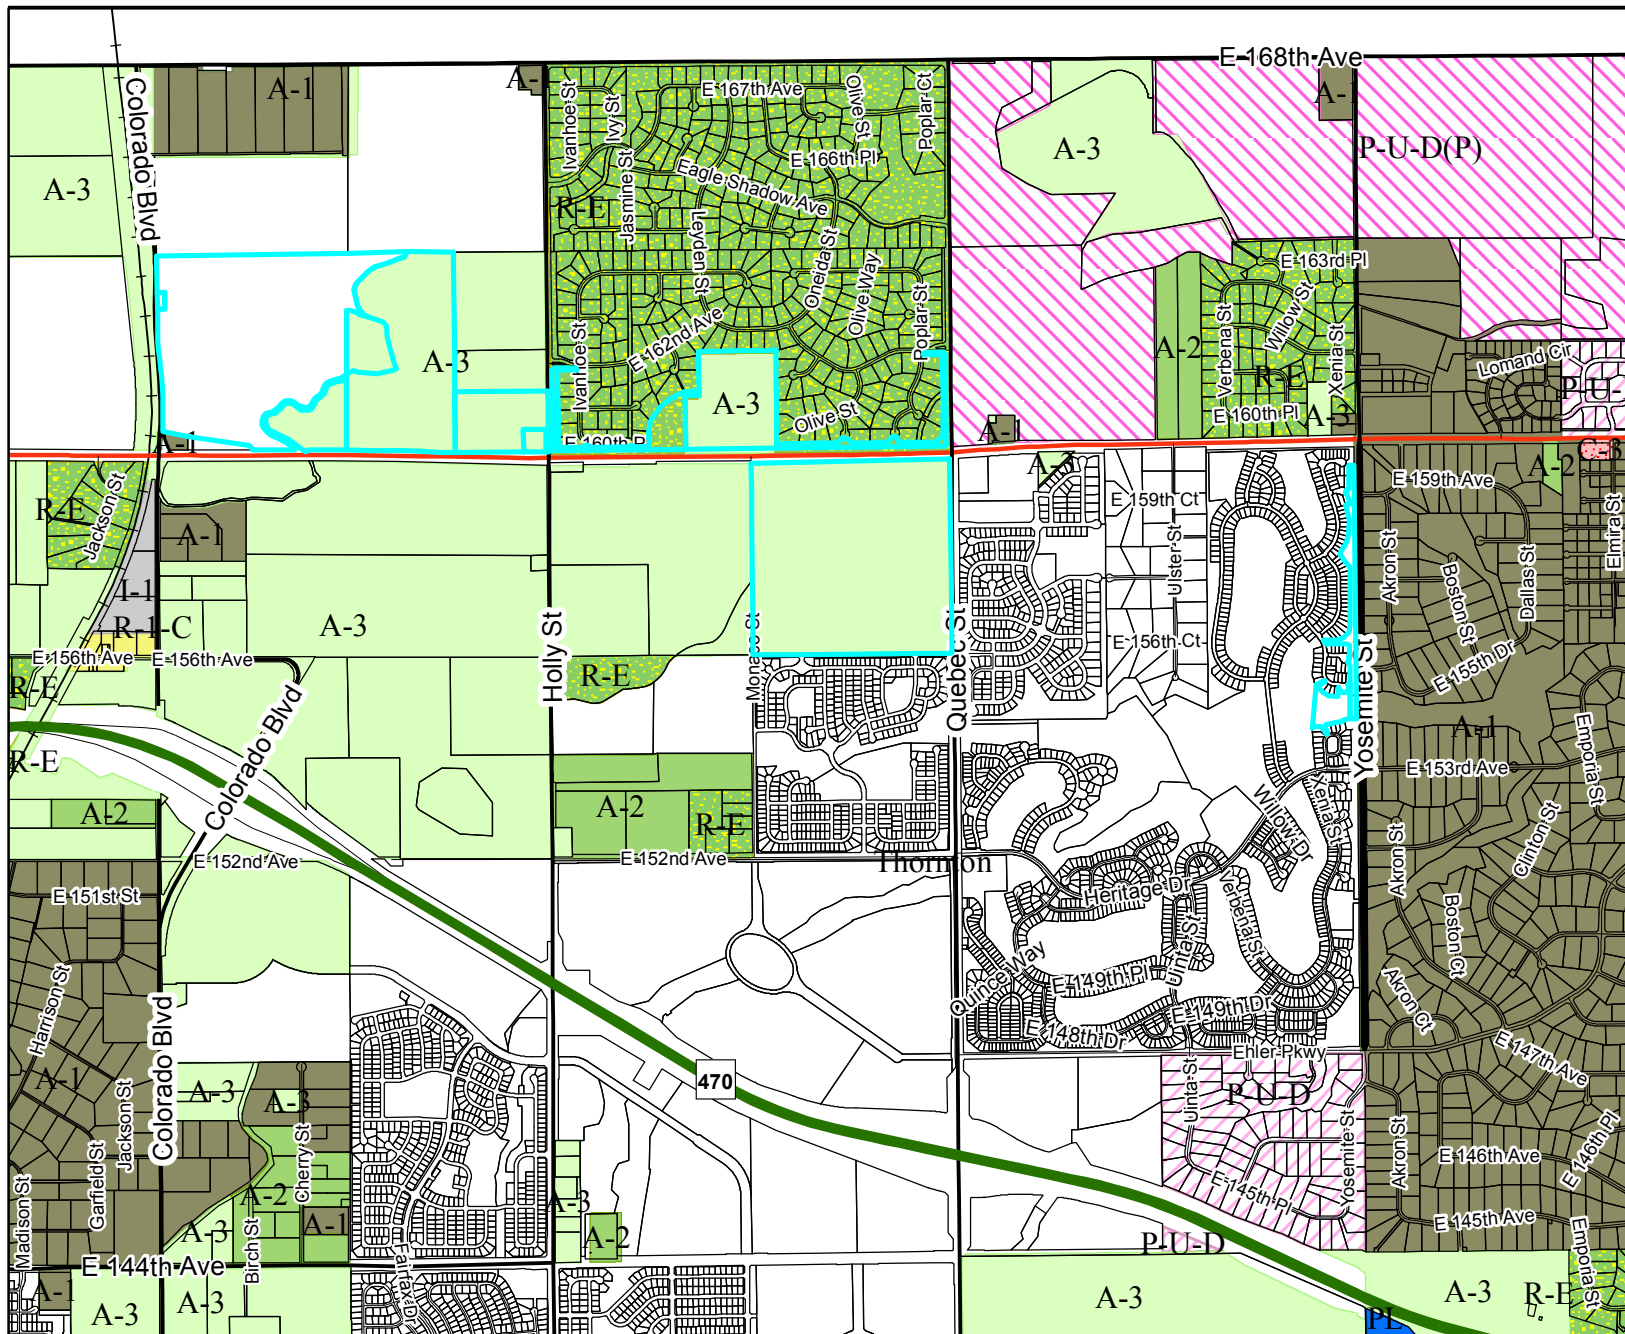 E 168th Ave
A-1
A-
A-1
Colorado Blvd
Ivanhoe St
Ivy St
E 167th Ave
Olive St
Poplar Ct
A-3
A-3
P-U-D(P)
E 166th Pl
Eagle Shadow Ave
Jasmine St
R-E
Leyden St
Oneida St
Olive Way
E 163rd Pl
Poplar St
Verbena St
Willow St
Xenia St
E 162nd Ave
Ivanhoe St
A-3
A-2
Lomand Cir
R-E
P-U-
A-3
Olive St
E 160th Pl
A-3
E 160th P
A-1
A-1
A-3
A-2
C-3
R-E
Jackson St
A-1
E 159th Ct
E 159th Ave
Ulster St
Akron St
Boston St
Dallas St
Elmira St
I-1
R-1-C
A-3
E 156th Ave
E 156th Ave
E 156th Ct
E 155th Dr
Holly St
Quebec St
Yosemite St
R-E
R-E
Colorado Blvd
A-1
Emporia St
R-E
E 153rd Ave
A-2
A-2
R-E
Willow Dr
Xenia St
Akron St
Clinton St
E 152nd Ave
E 152nd Ave
Thornton
E 151st St
Heritage Dr
Verbena St
Uinta St
Boston Ct
Harrison St
Quince Way
E 149th Pl
E 149th Dr
E 148th Dr
Akron Ct
Colorado Blvd
Ehler Pkwy
E 147th Ave
470
A-1
A-3
A-3
P-U-D
Uinta St
Jackson St
Garfield St
Cherry St
Yosemite St
Akron St
E 146th Ave
E 146th Pl
Madison St
A-2
A-3
A-1
A-3
A-2
Birch St
E 145th Pl
E 145th Ave
P-U-D
Emporia St
E 144th Ave
Fairfax Dr
A-1
A-3
A-3
A-3
A-3
R-E
PL